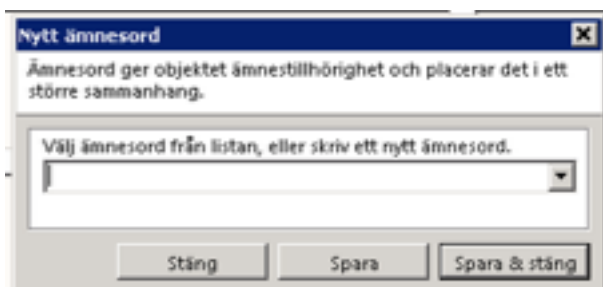 Nytt ämnesord
Ämnesord ger objektet ämnestillhörighet och placerar det i ett
större sammanhang.
Välj ämnesord från listan, eller skriv ett nytt ämnesord.
Stäng Spara Spara & stäng